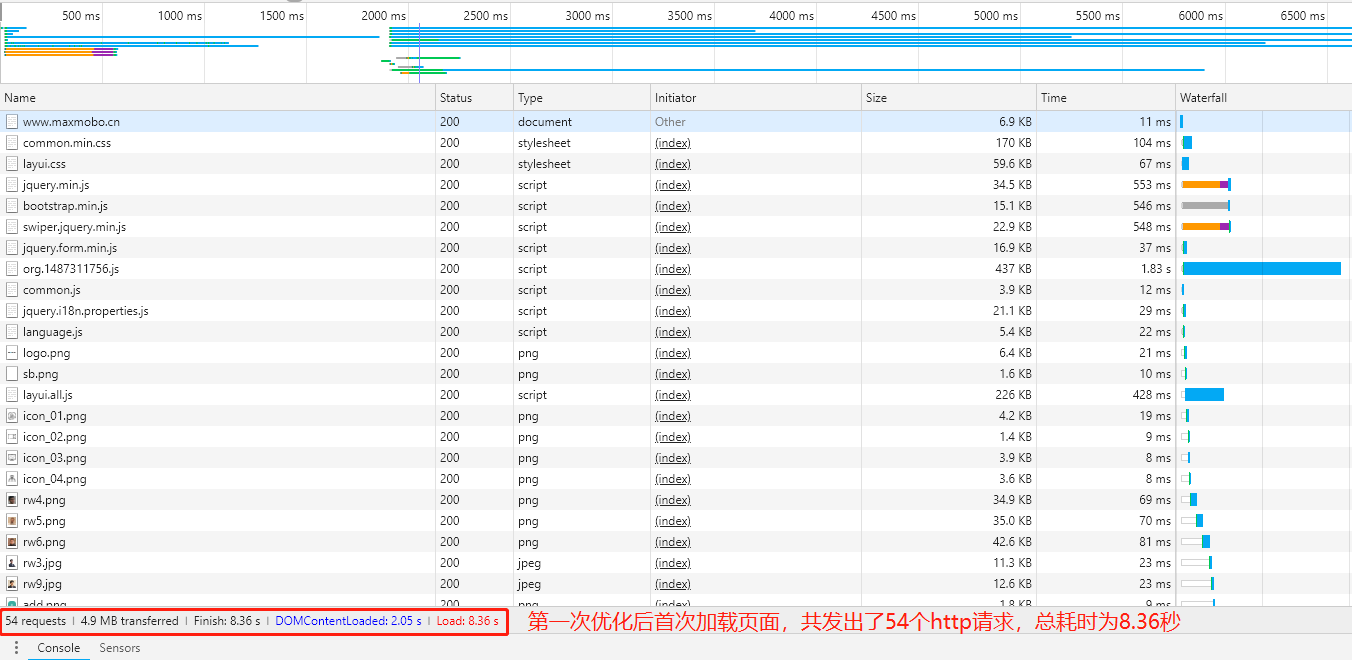 500 ms 1000 ms 1500 ms 2000 ms 2500 ms 3000 ms 3500 ms 4000 ms 4500 ms 5000 ms 5500 ms 6000 ms 6500 ms
Name Status Type Initiator Size Time Waterfall
www.maxmobo.cn 200 document Other 6.9 KB 11 ms
common.min.css 200 stylesheet (index) 170 KB 104 ms
layui.css 200 stylesheet (index) 59.6 KB 67 ms
jquery.min.js 200 script (index) 34.5 KB 553 ms
bootstrap.min.js 200 script (index) 15.1 KB 546 ms
swiper.jquery.min.js 200 script (index) 22.9 KB 548 ms
jquery.form.min.js 200 script (index) 16.9 KB 37 ms
org.1487311756.js 200 script (index) 437 KB 1.83 s
common.js 200 script (index) 3.9 KB 12 ms
jquery.i18n.properties.js 200 script (index) 21.1 KB 29 ms
language.js 200 script (index) 5.4 KB 22 ms
logo.png 200 png (index) 6.4 KB 21 ms
sb.png 200 png (index) 1.6 KB 10 ms
layui.all.js 200 script (index) 226 KB 428 ms
icon_01.png 200 png (index) 4.2 KB 19 ms
icon_02.png 200 png (index) 1.4 KB 9 ms
icon_03.png 200 png (index) 3.9 KB 8 ms
icon_04.png 200 png (index) 3.6 KB 8 ms
rw4.png 200 png (index) 34.9 KB 69 ms
rw5.png 200 png (index) 35.0 KB 70 ms
rw6.png 200 png (index) 42.6 KB 81 ms
rw3.jpg 200 jpeg (index) 11.3 KB 23 ms
rw9.jpg 200 jpeg (index) 12.6 KB 23 ms
add.png 200 png (index) 1.8 KB 9 ms
54 requests | 4.9 MB transferred | Finish: 8.36 s | DOMContentLoaded: 2.05 s | Load: 8.36 s 第一次优化后首次加载页面，共发出了54个http请求，总耗时为8.36秒
Console Sensors